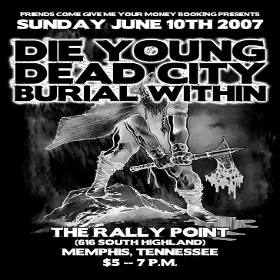 FRIENDS COME GIVE ME YOUR MONEY BOOKING PRESENTS
SUNDAY JUNE 10TH 2007
DIE YOUNG
DEAD CITY
BURIAL WITHIN
THE RALLY POINT
(616 SOUTH HIGHLAND)
MEMPHIS, TENNESSEE
$5 -- 7 P.M.